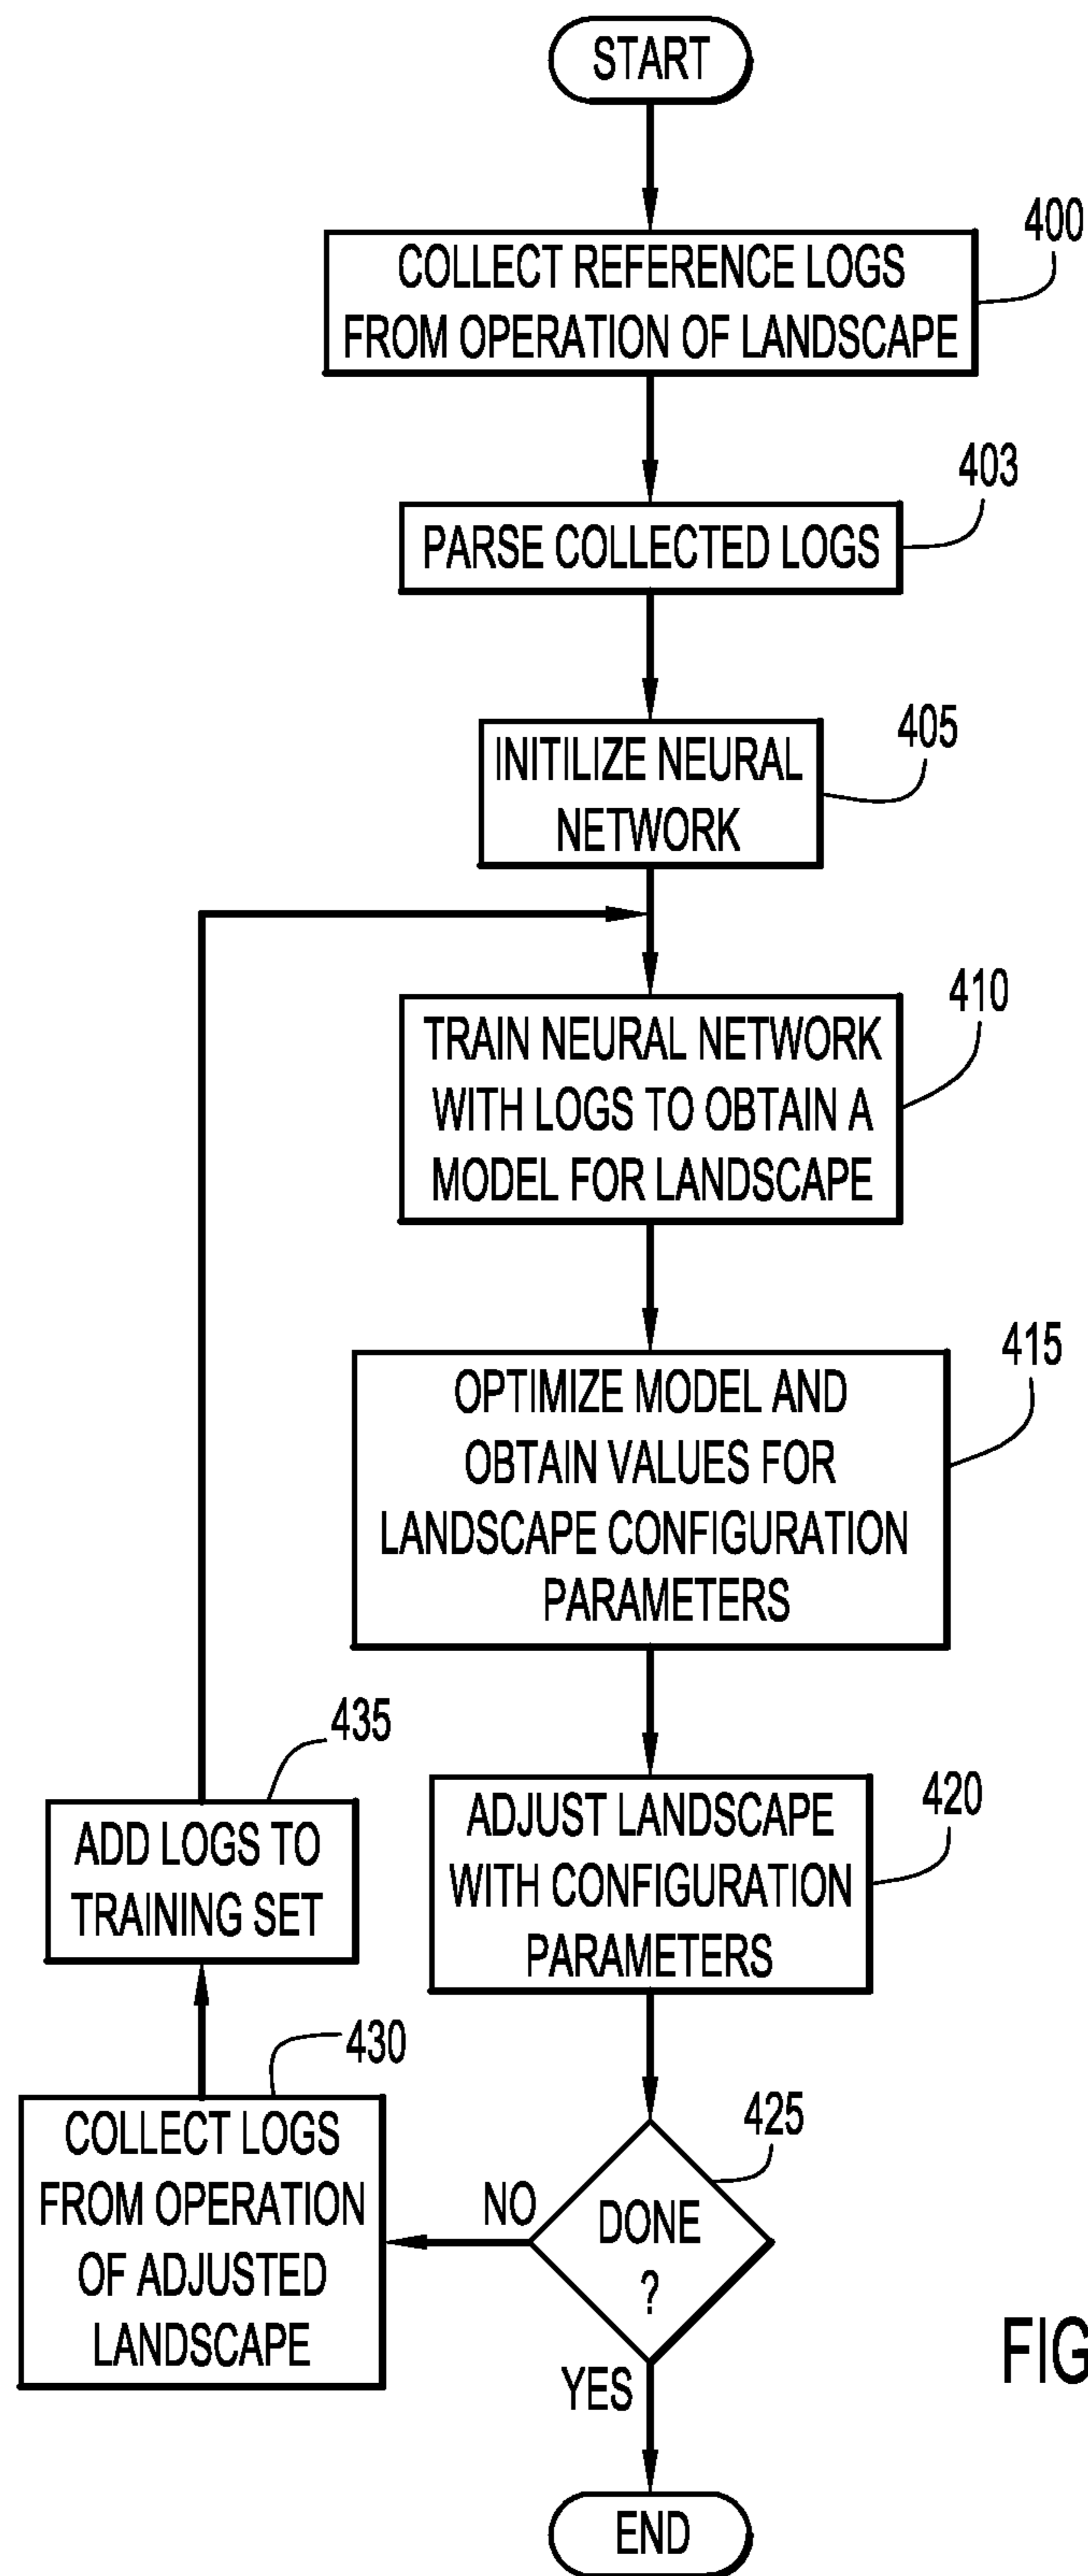 START
400
COLLECT REFERENCE LOGS
FROM OPERATION OF LANDSCAPE
403
PARSE COLLECTED LOGS
405
INITILIZE NEURAL
NETWORK
410
TRAIN NEURAL NETWORK
WITH LOGS TO OBTAIN A
MODEL FOR LANDSCAPE
415
OPTIMIZE MODEL AND
OBTAIN VALUES FOR
LANDSCAPE CONFIGURATION
PARAMETERS
420
ADJUST LANDSCAPE
WITH CONFIGURATION
PARAMETERS
425
DONE
?
NO
YES
430
COLLECT LOGS
FROM OPERATION
OF ADJUSTED
LANDSCAPE
435
ADD LOGS TO
TRAINING SET
END
FIG